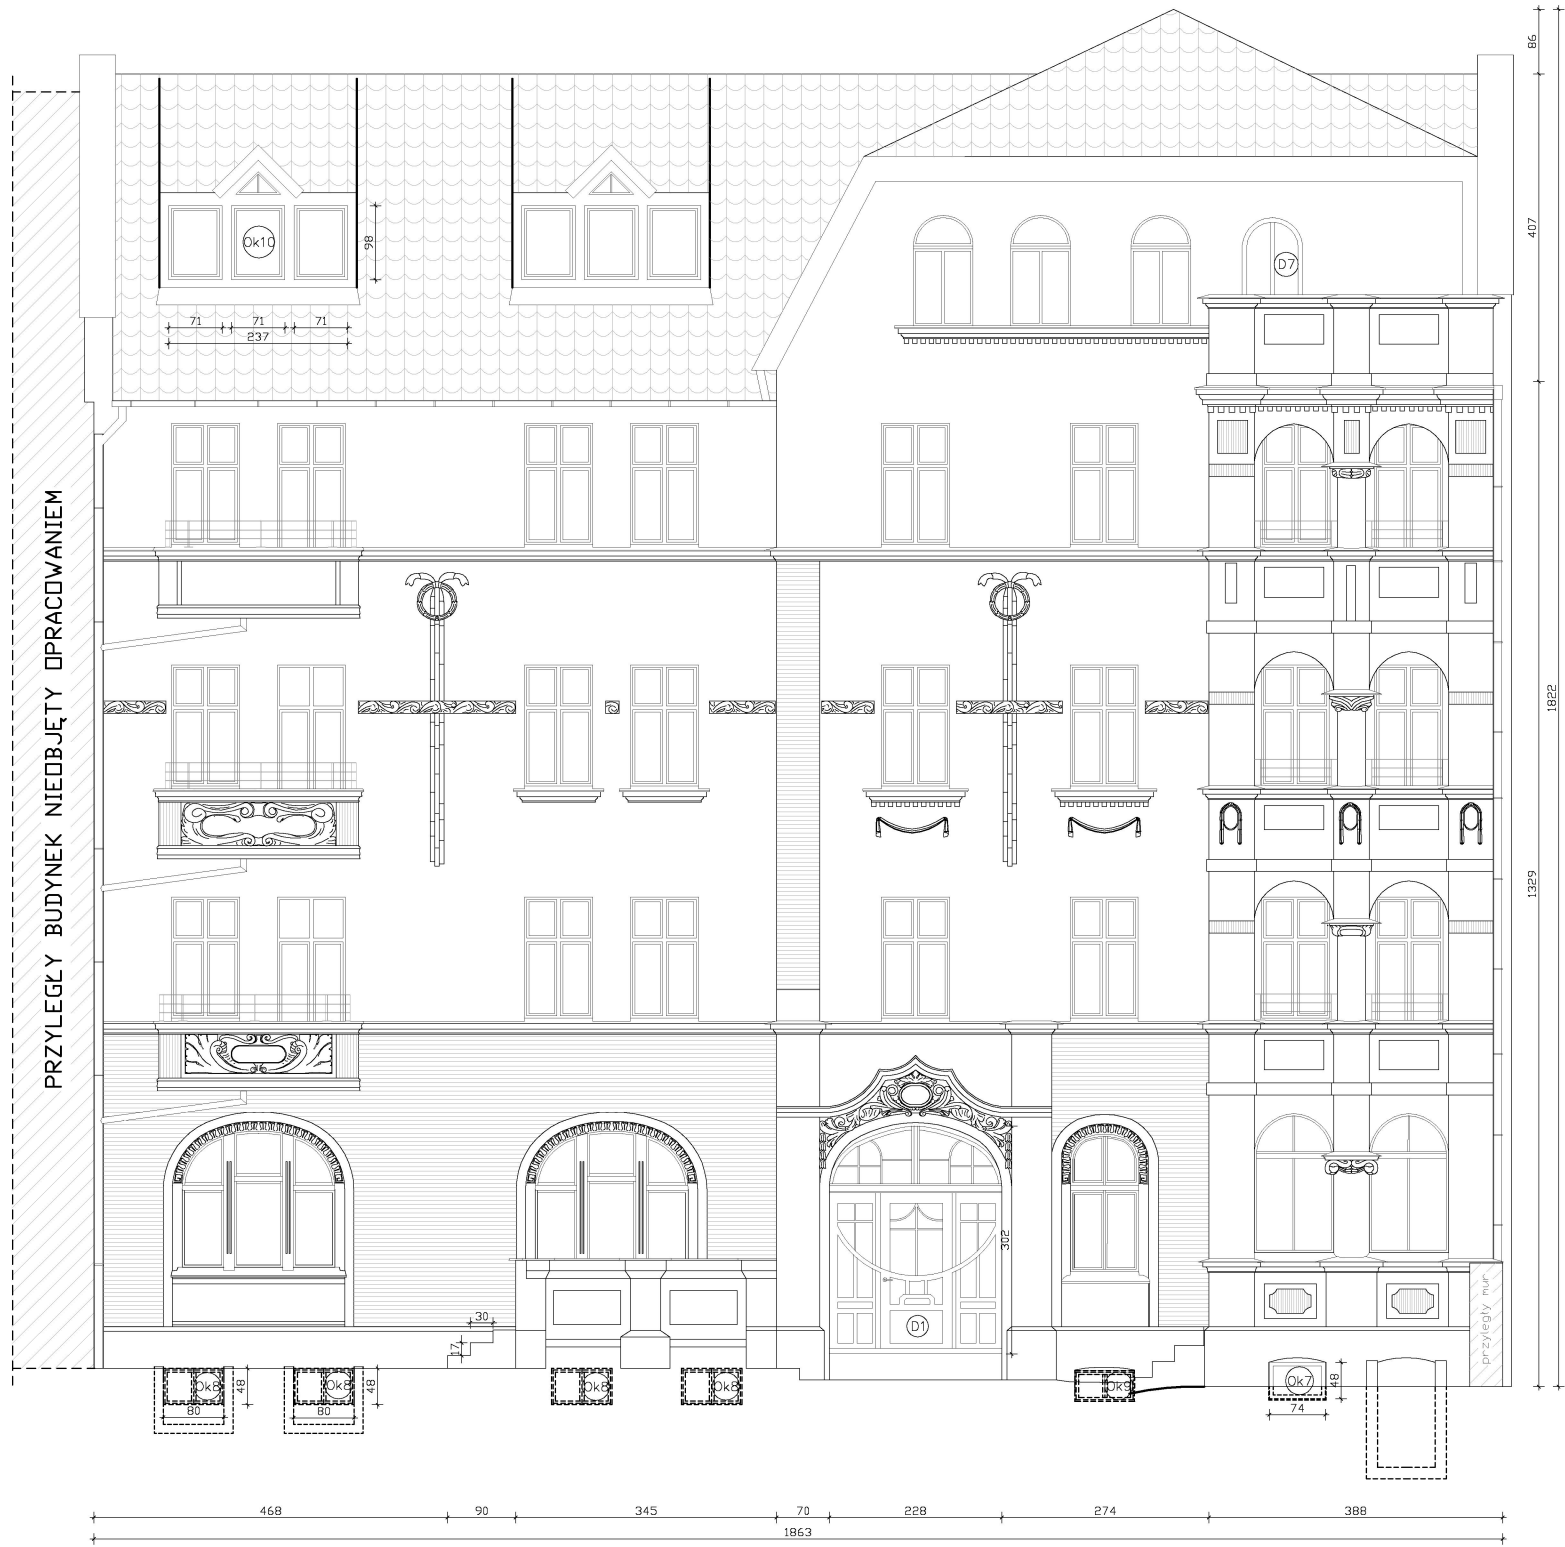 86
407
1822
1329
PRZYLEGŁY BUDYNEK NIEOBJĘTY OPRACOWANIEM
Ok10
98
71 71 71
237
D7
302
D1
30
17
przyległy mur
Ok8 48 Ok8 48 Ok8 Ok8 Ok9 Ok7 48
80 80 74
468 90 345 70 228 274 388
1863